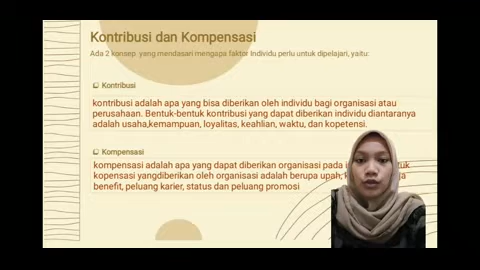 Kontribusi dan Kompensasi
Ada 2 konsep yang mendasari mengapa faktor Individu perlu untuk dipelajari, yaitu:
Kontribusi
kontribusi adalah apa yang bisa diberikan oleh individu bagi organisasi atau
perusahaan. Bentuk-bentuk kontribusi yang dapat diberikan individu diantaranya
adalah usaha,kemampuan, loyalitas, keahlian, waktu, dan kopetensi.
Kompensasi
kompensasi adalah apa yang dapat diberikan organisasi pada
kopensasi yangdiberikan oleh organisasi adalah berupa upah,
benefit, peluang karier, status dan peluang promosi